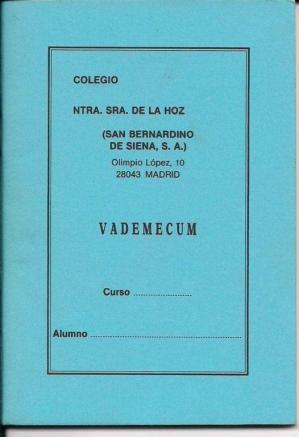 COLEGIO
NTRA. SRA. DE LA HOZ
(SAN BERNARDINO
DE SIENA, S. A.)
Olimpio López, 10
28043 MADRID
VADEMECUM
Curso ........................
Alumno ................................................................